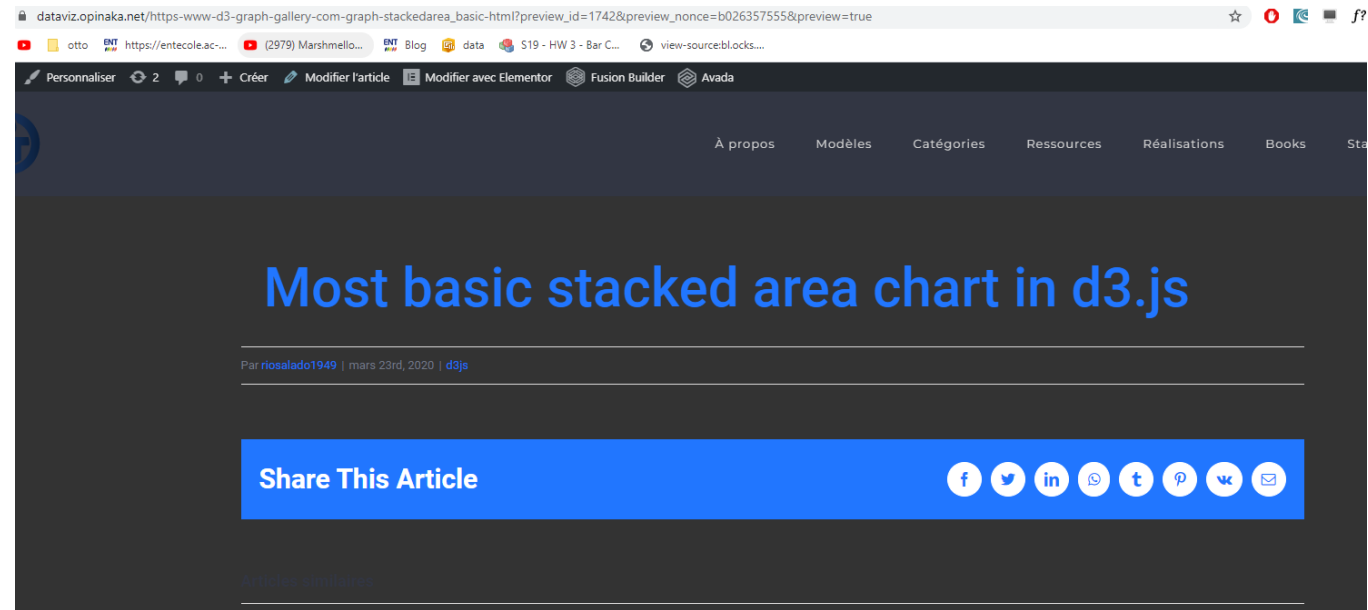 dataviz.opinaka.net/https-www-d3-graph-gallery-com-graph-stackedarea_basic-html?preview_id=1742&preview_nonce=b026357555&preview=true
otto https://entecole.ac-... (2979) Marshmello... Blog data S19 - HW 3 - Bar C... view-source:bl.ocks....
Personnaliser 2 0 + Créer Modifier l'article Modifier avec Elementor Fusion Builder Avada
À propos Modèles Catégories Ressources Réalisations Books Sta
Most basic stacked area chart in d3.js
Par riosalado1949 | mars 23rd, 2020 | d3js
Share This Article
Articles similaires